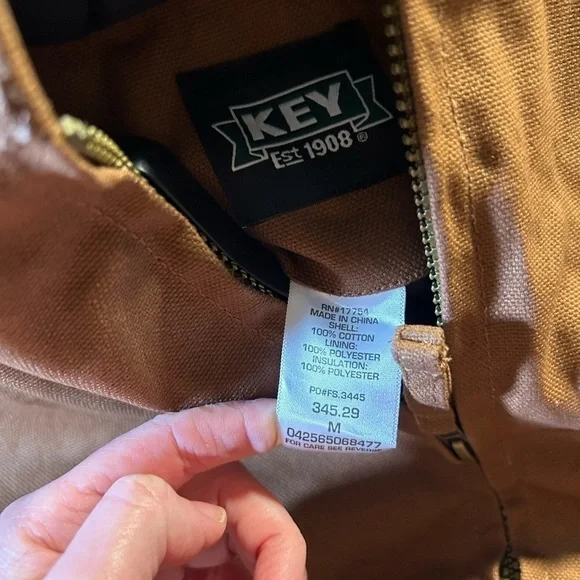 KEY
Est 1908®
RN#17754
MADE IN CHINA
SHELL:
100% COTTON
LINING:
100% POLYESTER
INSULATION:
100% POLYESTER
PO#FS.3445
345.29
M
042565068477
FOR CARE SEE REVERSE